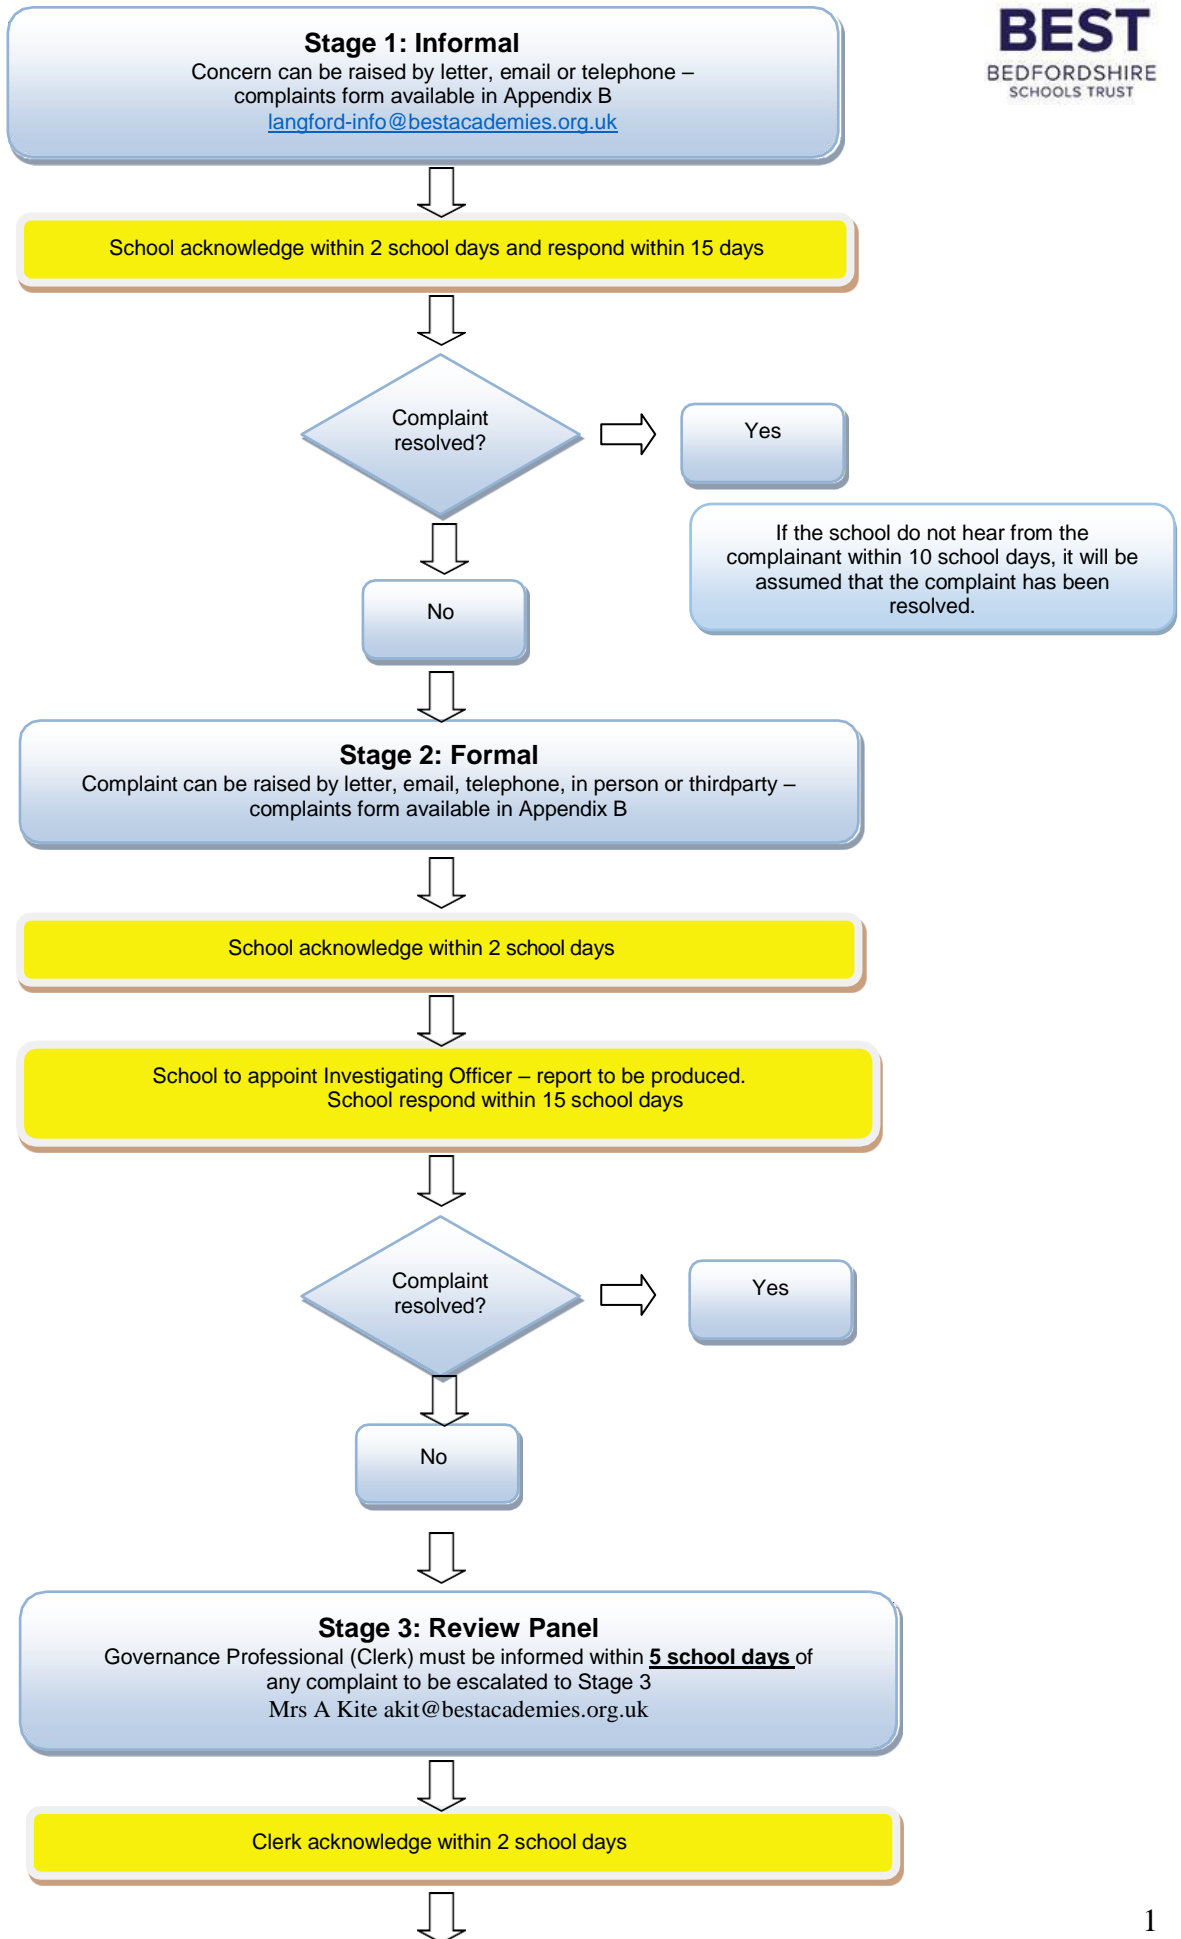 BEST
BEDFORDSHIRE
SCHOOLS TRUST
Stage 1: Informal
Concern can be raised by letter, email or telephone –
complaints form available in Appendix B
langford-info@bestacademies.org.uk
School acknowledge within 2 school days and respond within 15 days
Complaint
resolved?
Yes
If the school do not hear from the
complainant within 10 school days, it will be
assumed that the complaint has been
resolved.
No
Stage 2: Formal
Complaint can be raised by letter, email, telephone, in person or thirdparty –
complaints form available in Appendix B
School acknowledge within 2 school days
School to appoint Investigating Officer – report to be produced.
School respond within 15 school days
Complaint
resolved?
Yes
No
Stage 3: Review Panel
Governance Professional (Clerk) must be informed within 5 school days of
any complaint to be escalated to Stage 3
Mrs A Kite akit@bestacademies.org.uk
Clerk acknowledge within 2 school days
1